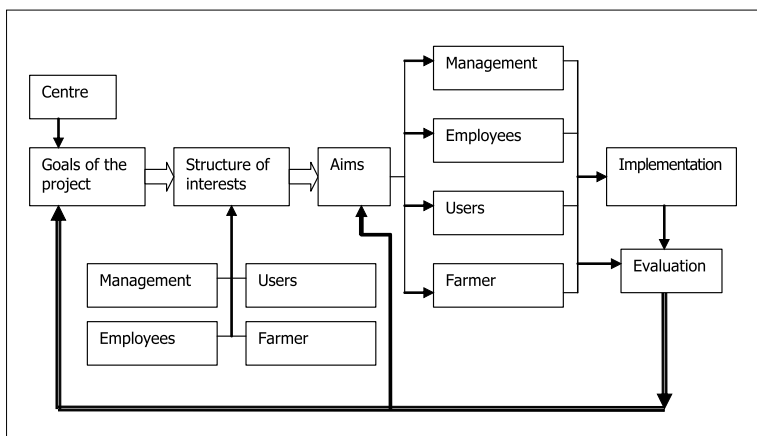 Centre
Goals of the
project
Structure of
interests
Aims
Management
Employees
Users
Farmer
Implementation
Evaluation
Management
Users
Employees
Farmer